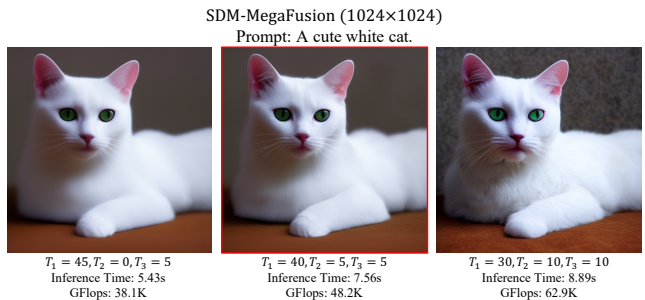 SDM-MegaFusion (1024×1024)
Prompt: A cute white cat.
T₁ = 45, T₂ = 0, T₃ = 5
Inference Time: 5.43s
GFlops: 38.1K
T₁ = 40, T₂ = 5, T₃ = 5
Inference Time: 7.56s
GFlops: 48.2K
T₁ = 30, T₂ = 10, T₃ = 10
Inference Time: 8.89s
GFlops: 62.9K